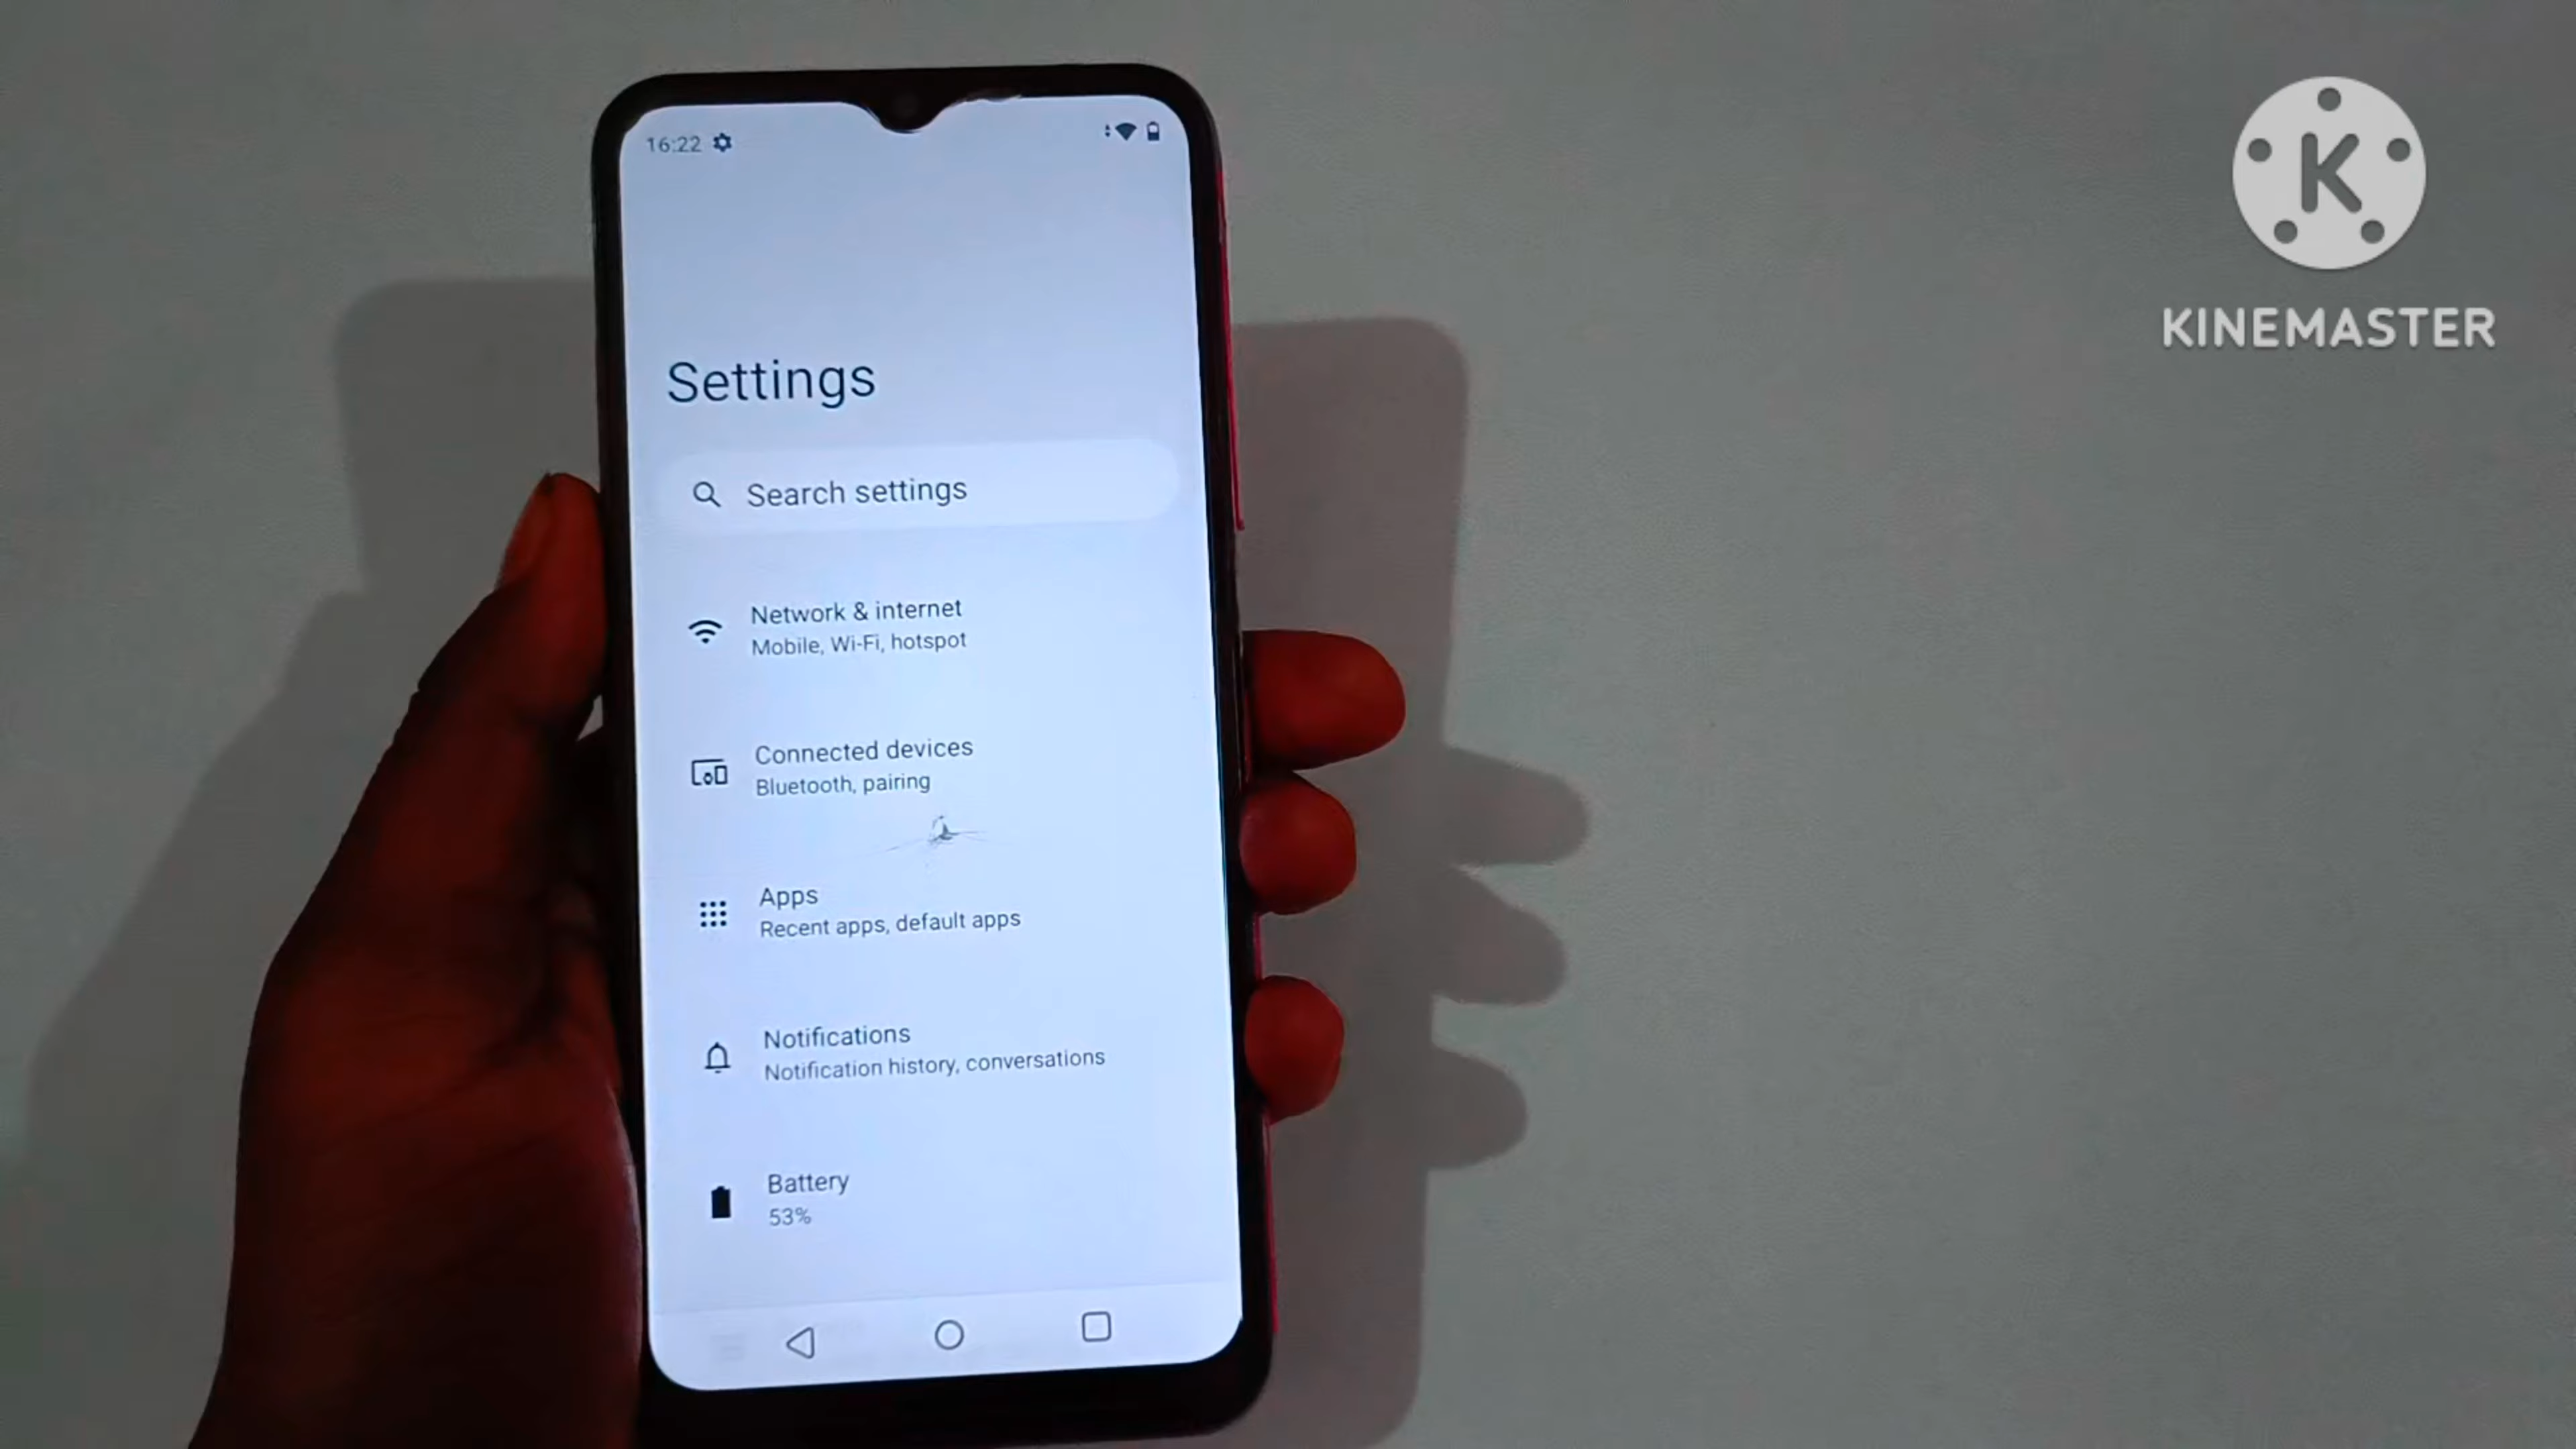 16:22
K
KINEMASTER
Settings
Search settings
Network & internet
Mobile, Wi-Fi, hotspot
Connected devices
Bluetooth, pairing
Apps
Recent apps, default apps
Notifications
Notification history, conversations
Battery
53%